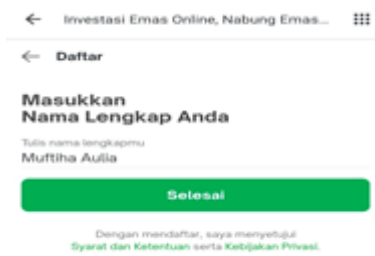 Investasi Emas Online, Nabung Emas...
Daftar
Masukkan
Nama Lengkap Anda
Tulis nama lengkapmu
Muftiha Aulia
Selesai
Dengan mendaftar, saya menyetujui
Syarat dan Ketentuan serta Kebijakan Privasi.